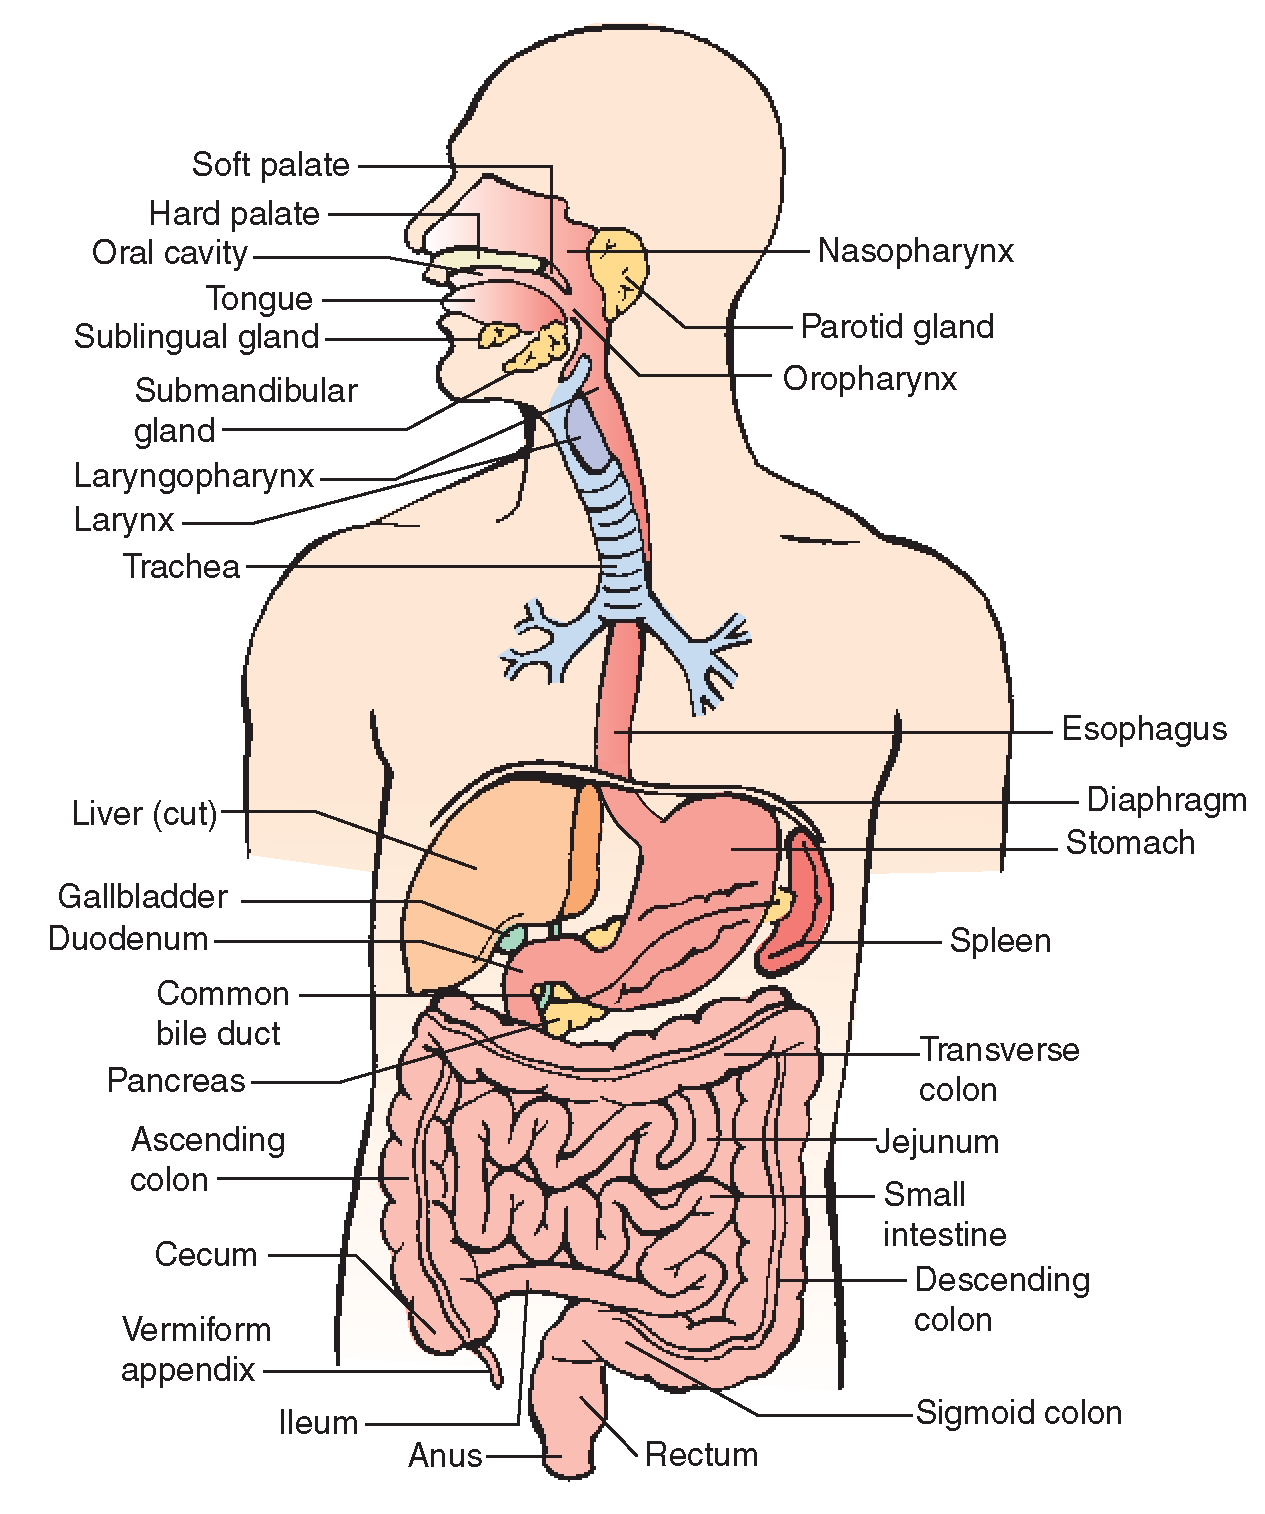 Soft palate
Hard palate
Oral cavity
Tongue
Sublingual gland
Submandibular
gland
Laryngopharynx
Larynx
Trachea
Liver (cut)
Gallbladder
Duodenum
Common
bile duct
Pancreas
Ascending
colon
Cecum
Vermiform
appendix
Ileum
Anus
Nasopharynx
Parotid gland
Oropharynx
Esophagus
Diaphragm
Stomach
Spleen
Transverse
colon
Jejunum
Small
intestine
Descending
colon
Sigmoid colon
Rectum